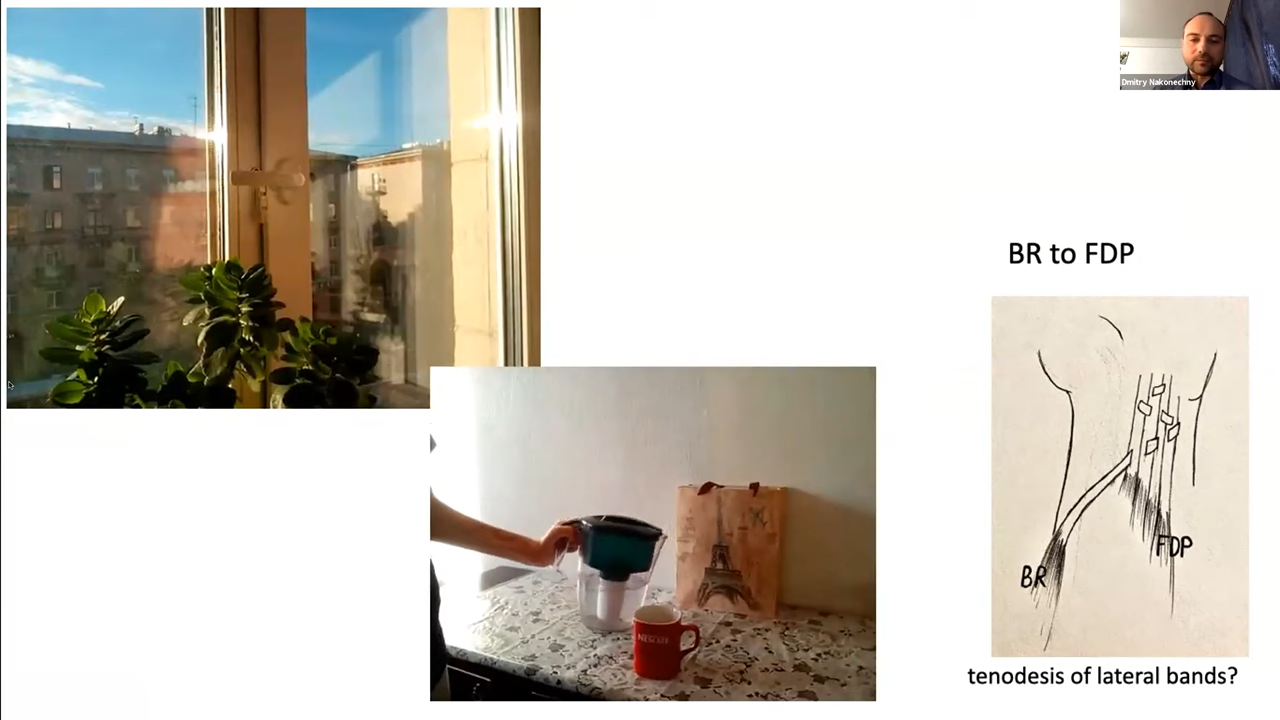 Dmitry Nakonechny
BR to FDP
FDP
BR
NESCAFÉ
tenodesis of lateral bands?